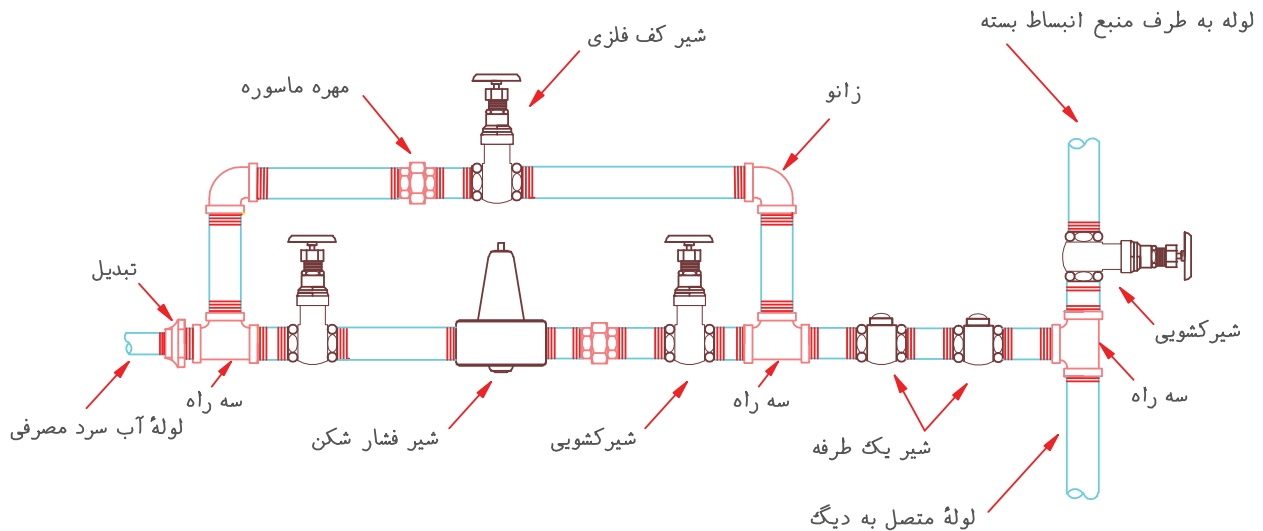 لوله به طرف منبع انبساط بسته
شیر کف فلزی
مهره ماسوره
زانو
تبدیل
شیرکشویی
سه راه
سه راه
سه راه
لولهٔ آب سرد مصرفی
شیر فشار شکن
شیرکشویی
شیر یک طرفه
لولهٔ متصل به دیگ